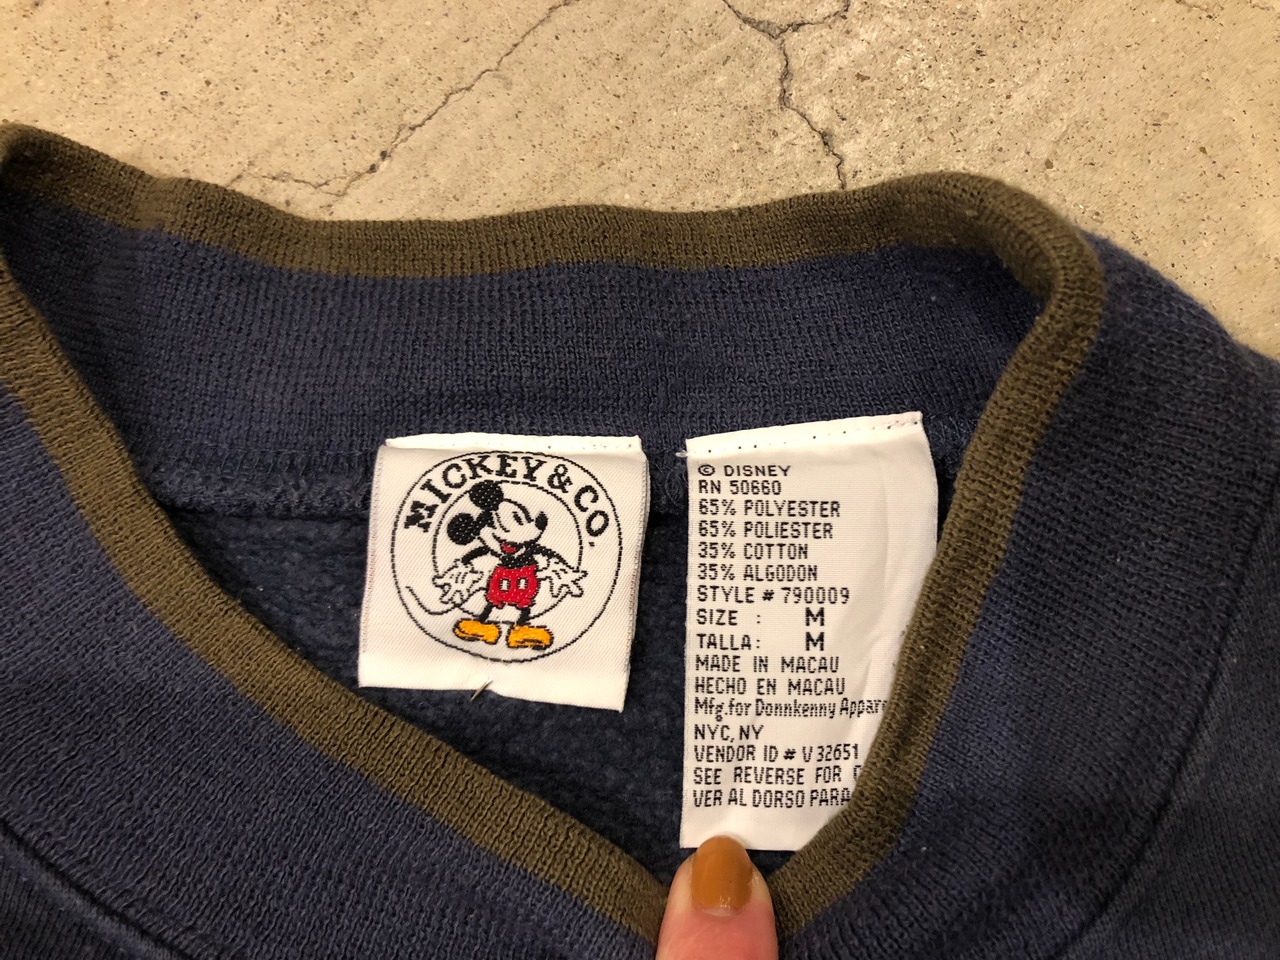 MICKEY & CO.
© DISNEY
RN 50660
65% POLYESTER
65% POLIESTER
35% COTTON
35% ALGODON
STYLE # 790009
SIZE : M
TALLA: M
MADE IN MACAU
HECHO EN MACAU
Mfg.for Donnkenny Appare
NYC, NY
VENDOR ID # V 32651
SEE REVERSE FOR
VER AL DORSO PARA